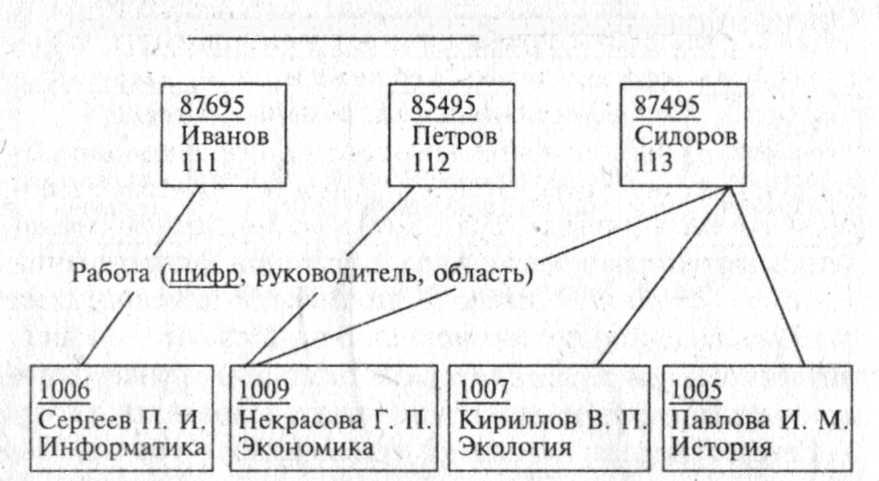 87695
Иванов
111
85495
Петров
112
87495
Сидоров
113
Работа (шифр, руководитель, область)
1006
Сергеев П. И.
Информатика
1009
Некрасова Г. П.
Экономика
1007
Кириллов В. П.
Экология
1005
Павлова И. М.
История